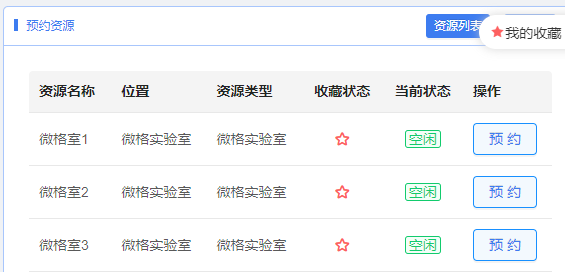 预约资源
资源列表
我的收藏
资源名称 位置 资源类型 收藏状态 当前状态 操作
微格室1 微格实验室 微格实验室 空闲 预 约
微格室2 微格实验室 微格实验室 空闲 预 约
微格室3 微格实验室 微格实验室 空闲 预 约